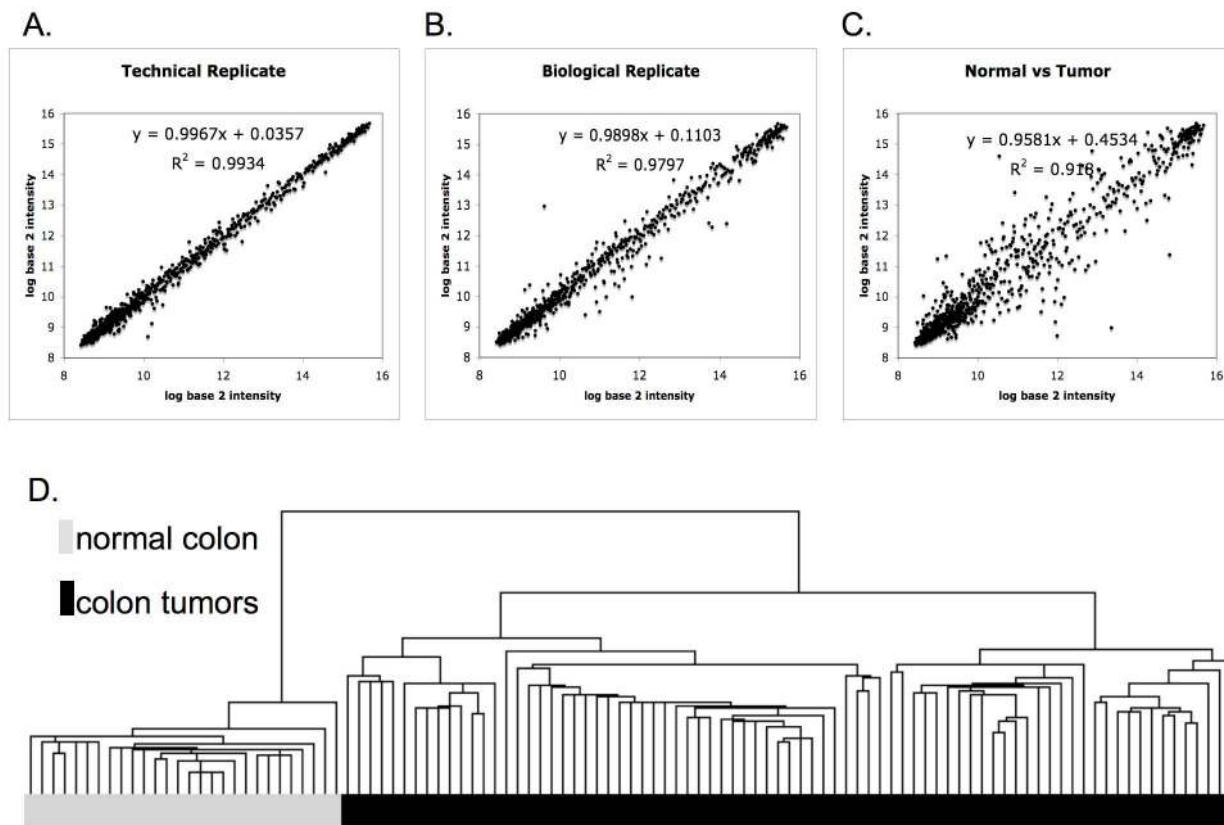 A.
Technical Replicate
y = 0.9967x + 0.0357
R² = 0.9934
log base 2 intensity
16
15
14
13
12
11
10
9
8
8 10 12 14 16
log base 2 intensity
B.
Biological Replicate
y = 0.9898x + 0.1103
R² = 0.9797
log base 2 intensity
16
15
14
13
12
11
10
9
8
8 10 12 14 16
log base 2 intensity
C.
Normal vs Tumor
y = 0.9581x + 0.4534
R² = 0.918
log base 2 intensity
16
15
14
13
12
11
10
9
8
8 10 12 14 16
log base 2 intensity
D.
normal colon
colon tumors